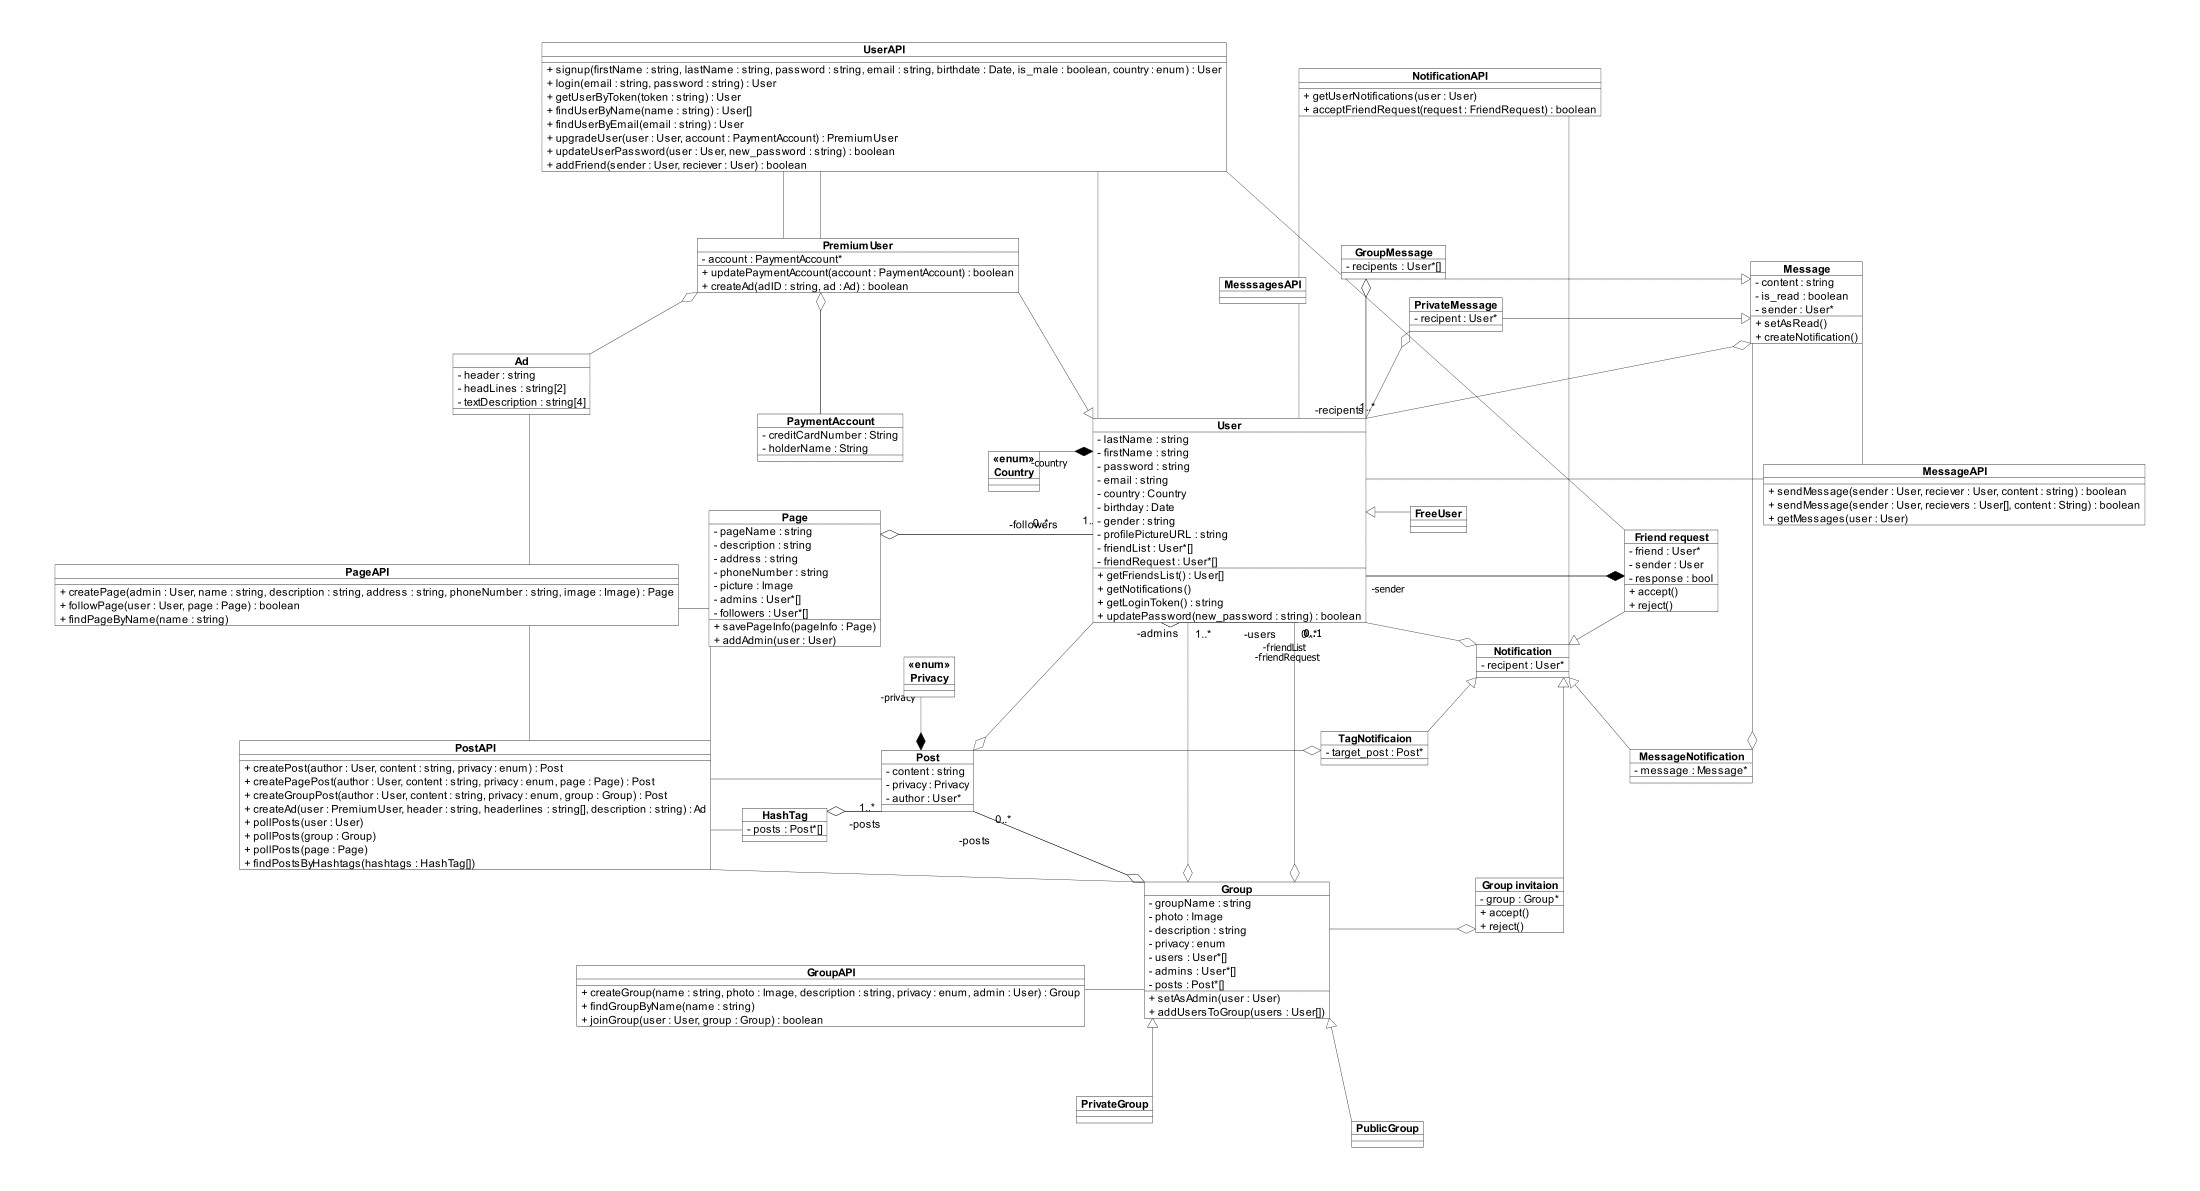 UserAPI
+ signup(firstName : string, lastName : string, password : string, email : string, birthdate : Date, is_male : boolean, country : enum) : User
+ login(email : string, password : string) : User
+ getUserByToken(token : string) : User
+ findUserByName(name : string) : User[]
+ findUserByEmail(email : string) : User
+ upgradeUser(user : User, account : PaymentAccount) : PremiumUser
+ updateUserPassword(user : User, new_password : string) : boolean
+ addFriend(sender : User, reciever : User) : boolean
NotificationAPI
+ getUserNotifications(user : User)
+ acceptFriendRequest(request : FriendRequest) : boolean
PremiumUser
- account : PaymentAccount*
+ updatePaymentAccount(account : PaymentAccount) : boolean
+ createAd(adID : string, ad : Ad) : boolean
GroupMessage
- recipents : User*[]
MesssagesAPI
PrivateMessage
- recipent : User*
Message
- content : string
- is_read : boolean
- sender : User*
+ setAsRead()
+ createNotification()
Ad
- header : string
- headLines : string[2]
- textDescription : string[4]
PaymentAccount
- creditCardNumber : String
- holderName : String
-recipents
1..*
«enum»
Country
-country
User
- lastName : string
- firstName : string
- password : string
- email : string
- country : Country
- birthday : Date
- gender : string
- profilePictureURL : string
- friendList : User*[]
- friendRequest : User*[]
+ getFriendsList() : User[]
+ getNotifications()
+ getLoginToken() : string
+ updatePassword(new_password : string) : boolean
FreeUser
MessageAPI
+ sendMessage(sender : User, reciever : User, content : string) : boolean
+ sendMessage(sender : User, recievers : User[], content : String) : boolean
+ getMessages(user : User)
Page
- pageName : string
- description : string
- address : string
- phoneNumber : string
- picture : Image
- admins : User*[]
- followers : User*[]
+ savePageInfo(pageInfo : Page)
+ addAdmin(user : User)
-followers
0..*
1..
Friend request
- friend : User*
- sender : User
- response : bool
+ accept()
+ reject()
-sender
PageAPI
+ createPage(admin : User, name : string, description : string, address : string, phoneNumber : string, image : Image) : Page
+ followPage(user : User, page : Page) : boolean
+ findPageByName(name : string)
-admins
1..*
-users
-friendList
-friendRequest
Notification
- recipent : User*
«enum»
Privacy
-privacy
TagNotificaion
- target_post : Post*
MessageNotification
- message : Message*
PostAPI
+ createPost(author : User, content : string, privacy : enum) : Post
+ createPagePost(author : User, content : string, privacy : enum, page : Page) : Post
+ createGroupPost(author : User, content : string, privacy : enum, group : Group) : Post
+ createAd(user : PremiumUser, header : string, headerlines : string[], description : string) : Ad
+ pollPosts(user : User)
+ pollPosts(group : Group)
+ pollPosts(page : Page)
+ findPostsByHashtags(hashtags : HashTag[])
Post
- content : string
- privacy : Privacy
- author : User*
HashTag
- posts : Post*[]
1..*
-posts
0..*
-posts
Group
- groupName : string
- photo : Image
- description : string
- privacy : enum
- users : User*[]
- admins : User*[]
- posts : Post*[]
+ setAsAdmin(user : User)
+ addUsersToGroup(users : User[])
Group invitaion
- group : Group*
+ accept()
+ reject()
GroupAPI
+ createGroup(name : string, photo : Image, description : string, privacy : enum, admin : User) : Group
+ findGroupByName(name : string)
+ joinGroup(user : User, group : Group) : boolean
PrivateGroup
PublicGroup